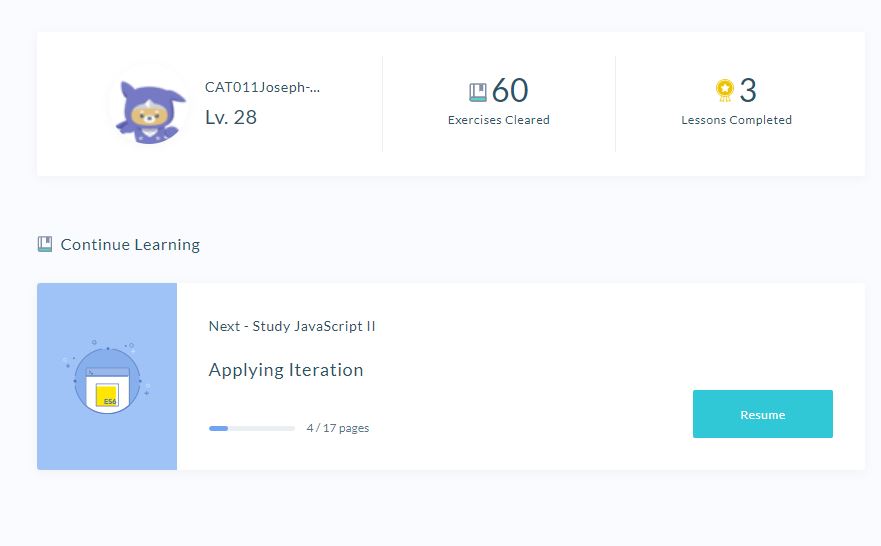 CAT011Joseph-...
Lv. 28
60
Exercises Cleared
3
Lessons Completed
Continue Learning
Next - Study JavaScript II
Applying Iteration
ES6
4 / 17 pages
Resume